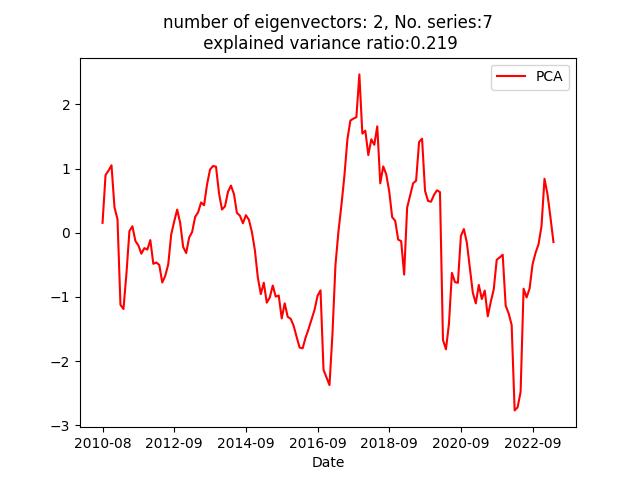 number of eigenvectors: 2, No. series:7
explained variance ratio:0.219
PCA
2
1
0
−1
−2
−3
2010-08 2012-09 2014-09 2016-09 2018-09 2020-09 2022-09
Date